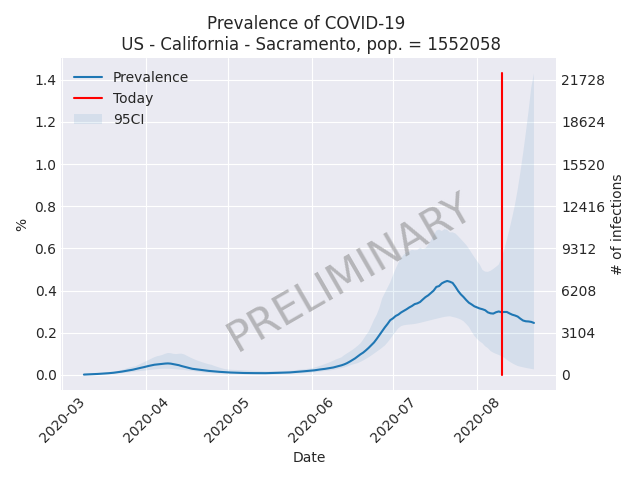 Prevalence of COVID-19
US - California - Sacramento, pop. = 1552058
Prevalence
Today
95CI
PRELIMINARY
%
1.4
1.2
1.0
0.8
0.6
0.4
0.2
0.0
21728
18624
15520
12416
9312
6208
3104
0
# of infections
2020-03
2020-04
2020-05
2020-06
2020-07
2020-08
Date